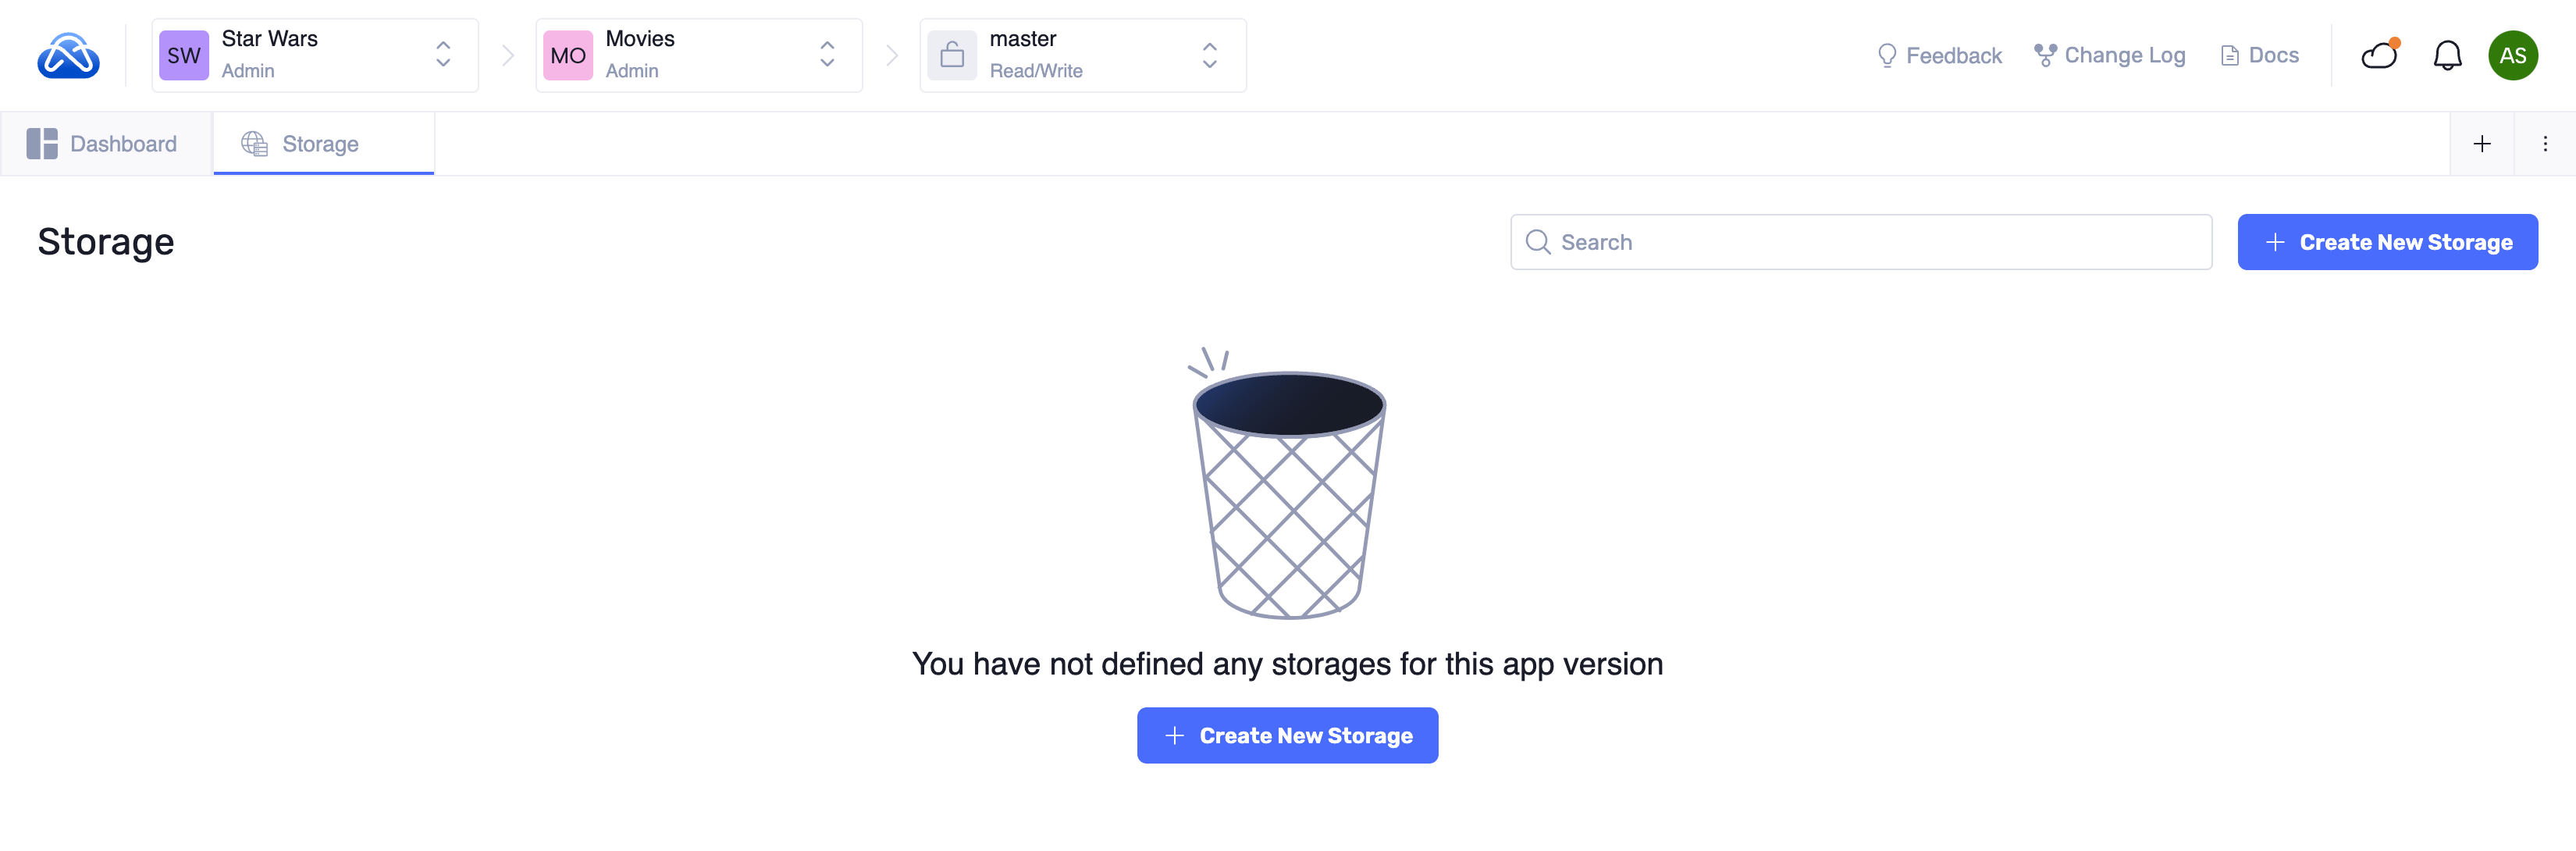 SW
Star Wars
Admin
MO
Movies
Admin
master
Read/Write
Feedback
Change Log
Docs
AS
Dashboard
Storage
Storage
Search
Create New Storage
You have not defined any storages for this app version
Create New Storage